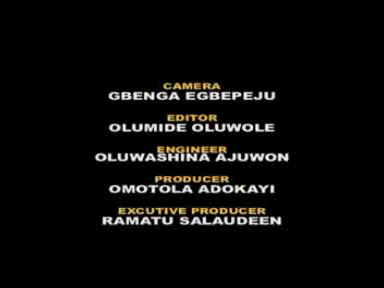 CAMERA
GBENGA EGBEPEJU
EDITOR
OLUMIDE OLUWOLE
ENGINEER
OLUWASHINA AJUWON
PRODUCER
OMOTOLA ADOKAYI
EXCUTIVE PRODUCER
RAMATU SALAUDEEN